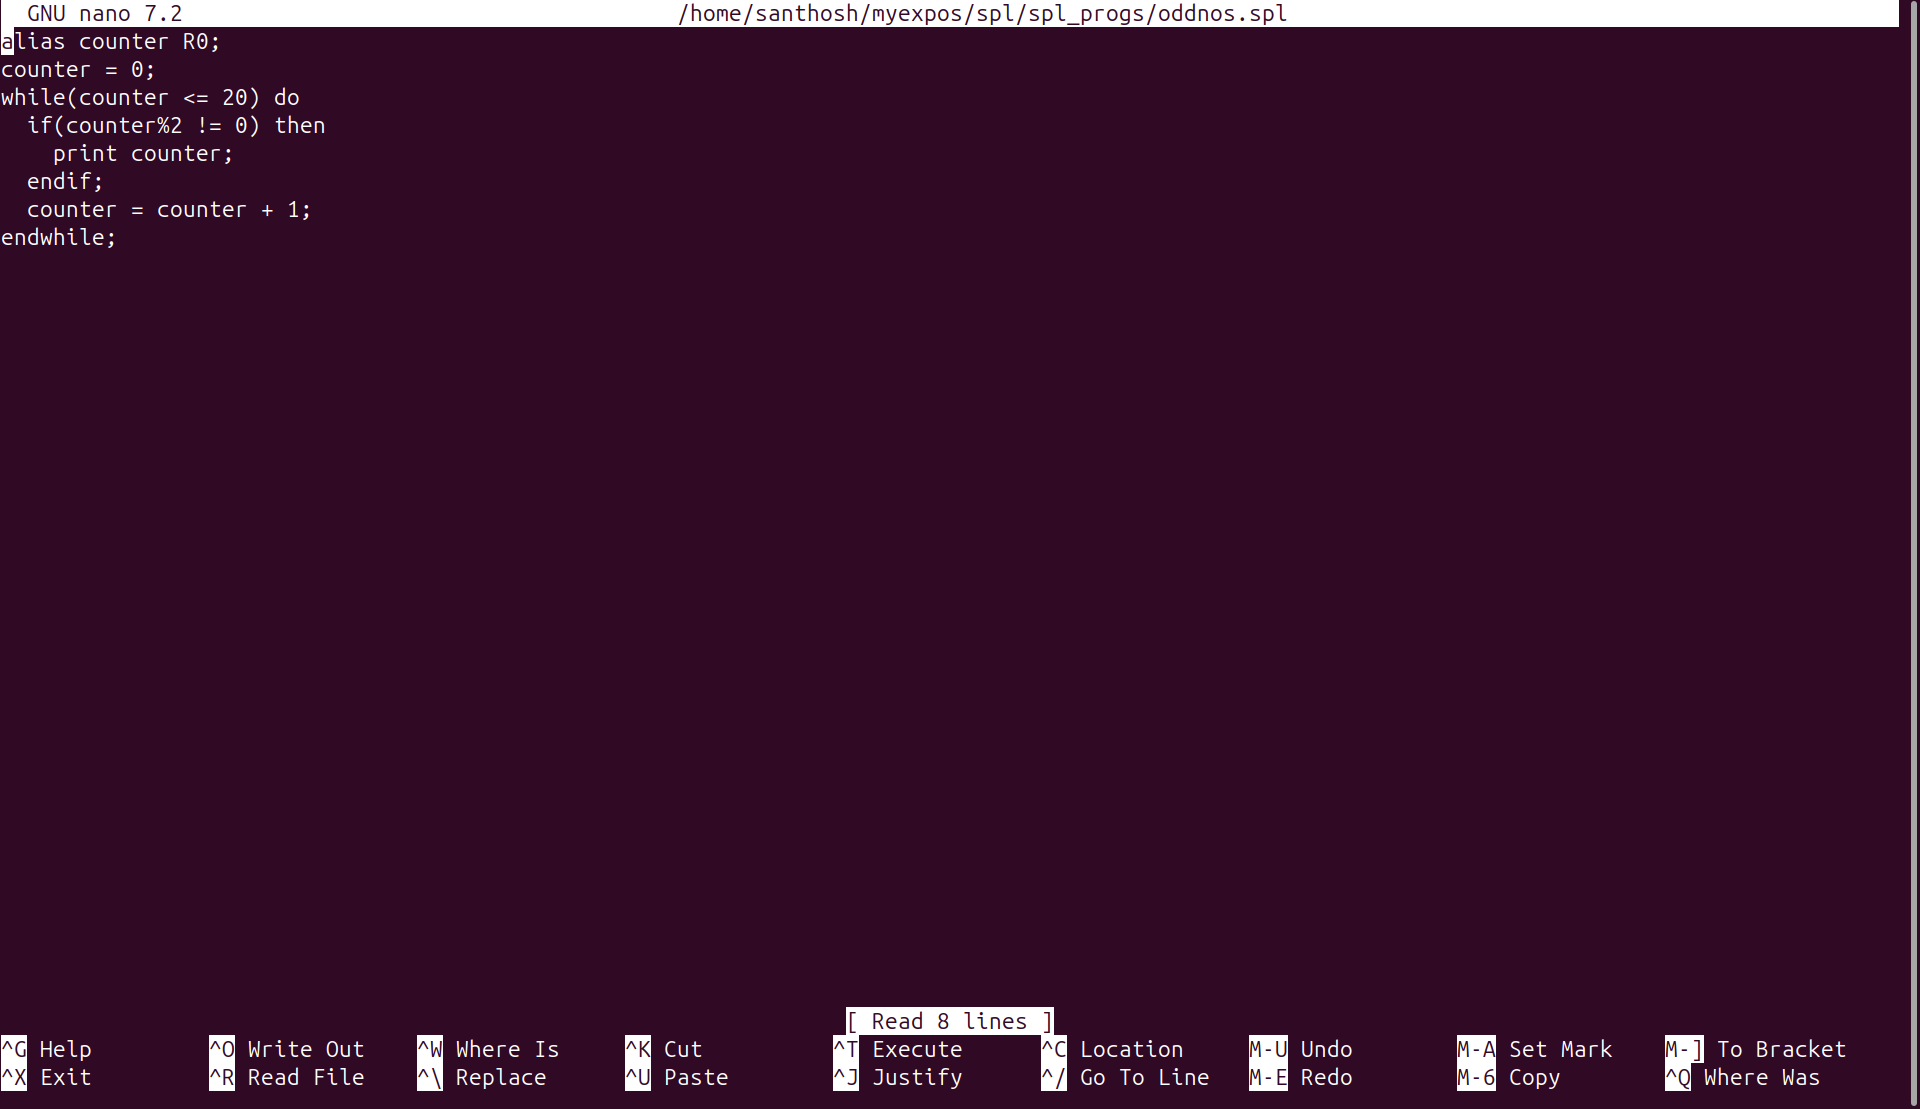 GNU nano 7.2 /home/santhosh/myexpos/spl/spl_progs/oddnos.spl
alias counter R0;
counter = 0;
while(counter <= 20) do
  if(counter%2 != 0) then
    print counter;
  endif;
  counter = counter + 1;
endwhile;
[ Read 8 lines ]
^G Help ^O Write Out ^W Where Is ^K Cut ^T Execute ^C Location M-U Undo M-A Set Mark M-] To Bracket
^X Exit ^R Read File ^\ Replace ^U Paste ^J Justify ^/ Go To Line M-E Redo M-6 Copy ^Q Where Was